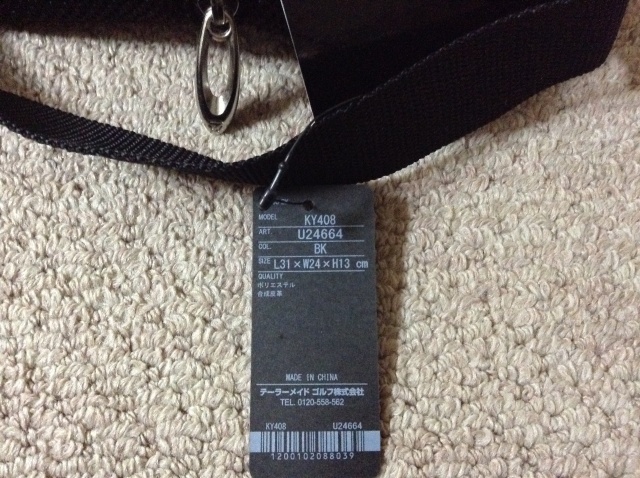 MODEL KY408
ART. U24664
COL. BK
SIZE L31×W24×H13 cm
QUALITY
ポリエステル
合成皮革
MADE IN CHINA
テーラーメイド ゴルフ株式会社
TEL. 0120-558-562
KY408 U24664
1200102088039